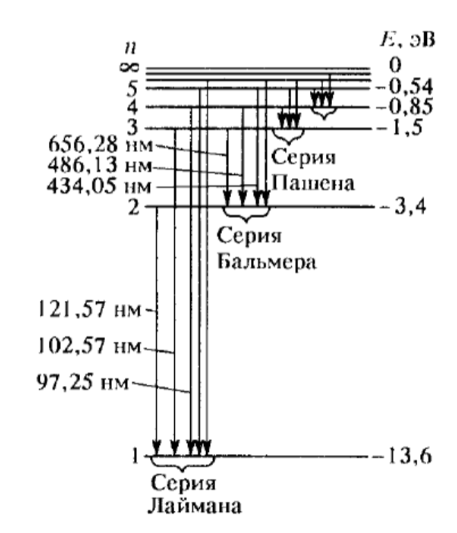 n
E, эВ
∞
0
5
-0,54
4
-0,85
3
-1,5
656,28 нм
486,13 нм
434,05 нм
Серия
Пашена
2
-3,4
Серия
Бальмера
121,57 нм
102,57 нм
97,25 нм
1
-13,6
Серия
Лаймана